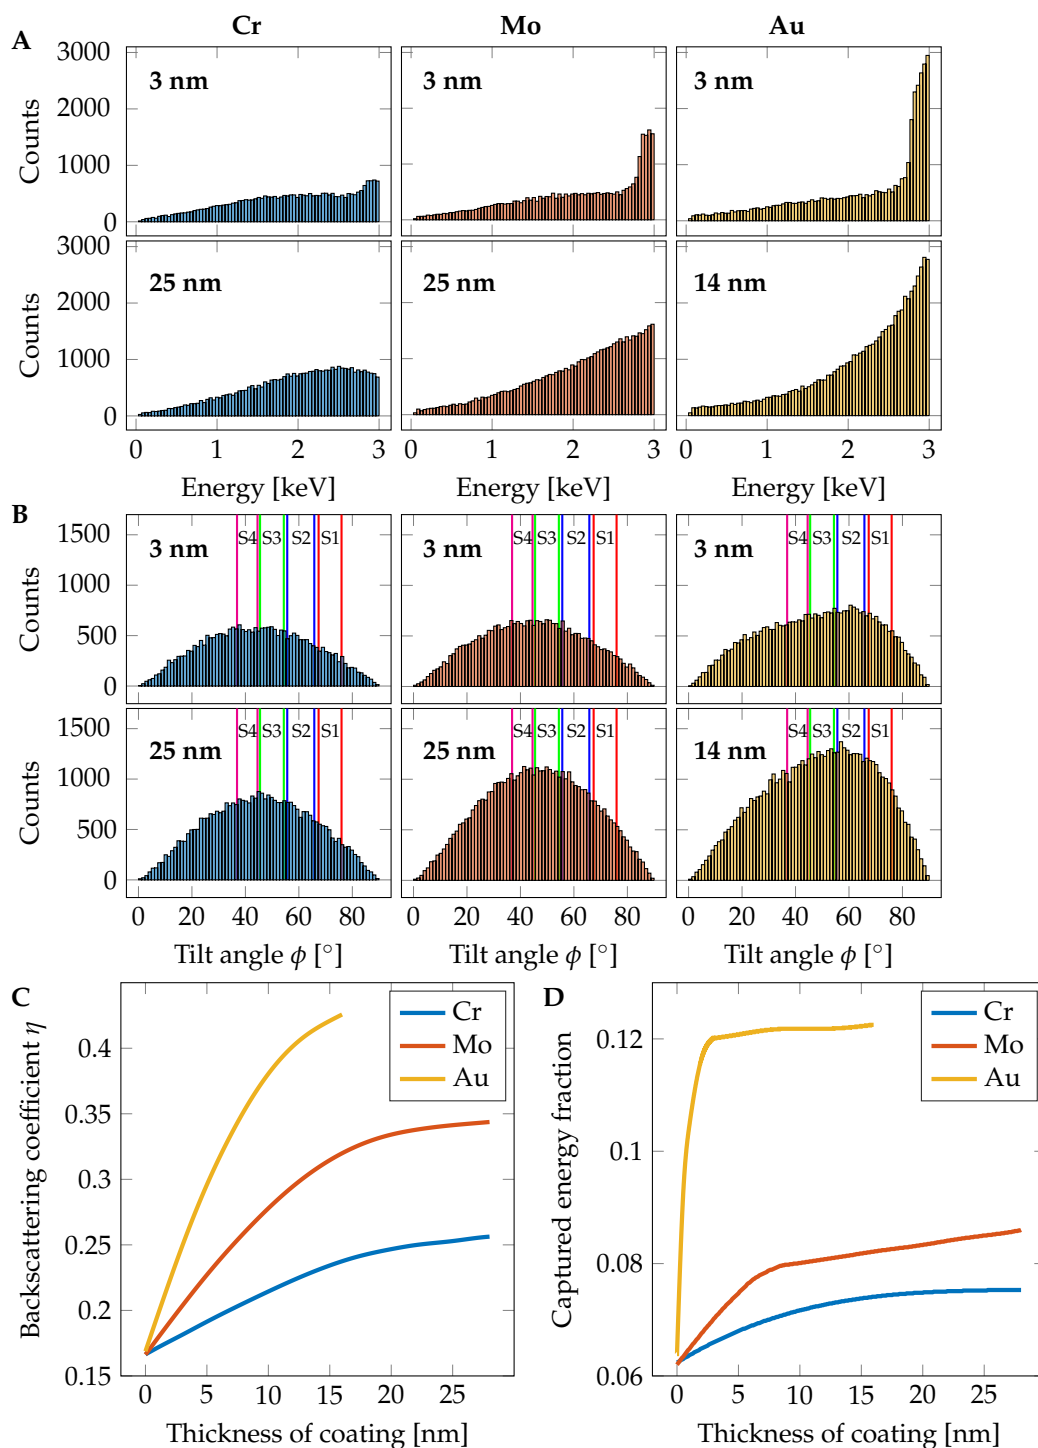 Cr Mo Au
A
3000
2000
1000
0
Counts
3 nm 3 nm 3 nm
3000
2000
1000
0
Counts
25 nm 25 nm 14 nm
0 1 2 3 0 1 2 3 0 1 2 3
Energy [keV] Energy [keV] Energy [keV]
B
1500
1000
500
0
Counts
3 nm S4 S3 S2 S1 3 nm S4 S3 S2 S1 3 nm S4 S3 S2 S1
1500
1000
500
0
Counts
25 nm S4 S3 S2 S1 25 nm S4 S3 S2 S1 14 nm S4 S3 S2 S1
0 20 40 60 80 0 20 40 60 80 0 20 40 60 80
Tilt angle ϕ [°] Tilt angle ϕ [°] Tilt angle ϕ [°]
C
Cr
Mo
Au
0.4
0.35
0.3
0.25
0.2
0.15
Backscattering coefficient η
0 5 10 15 20 25
Thickness of coating [nm]
D
Cr
Mo
Au
0.12
0.1
0.08
0.06
Captured energy fraction
0 5 10 15 20 25
Thickness of coating [nm]